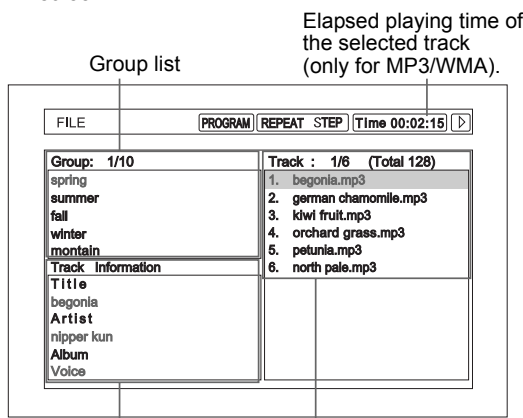 Elapsed playing time of
the selected track
(only for MP3/WMA).
Group list
FILE PROGRAM REPEAT STEP Time 00:02:15
Group: 1/10
spring
summer
fall
winter
montain
Track Information
Title
begonia
Artist
nipper kun
Album
Voice
Track : 1/6 (Total 128)
1. begonia.mp3
2. german chamomile.mp3
3. kiwi fruit.mp3
4. orchard grass.mp3
5. petunia.mp3
6. north pale.mp3